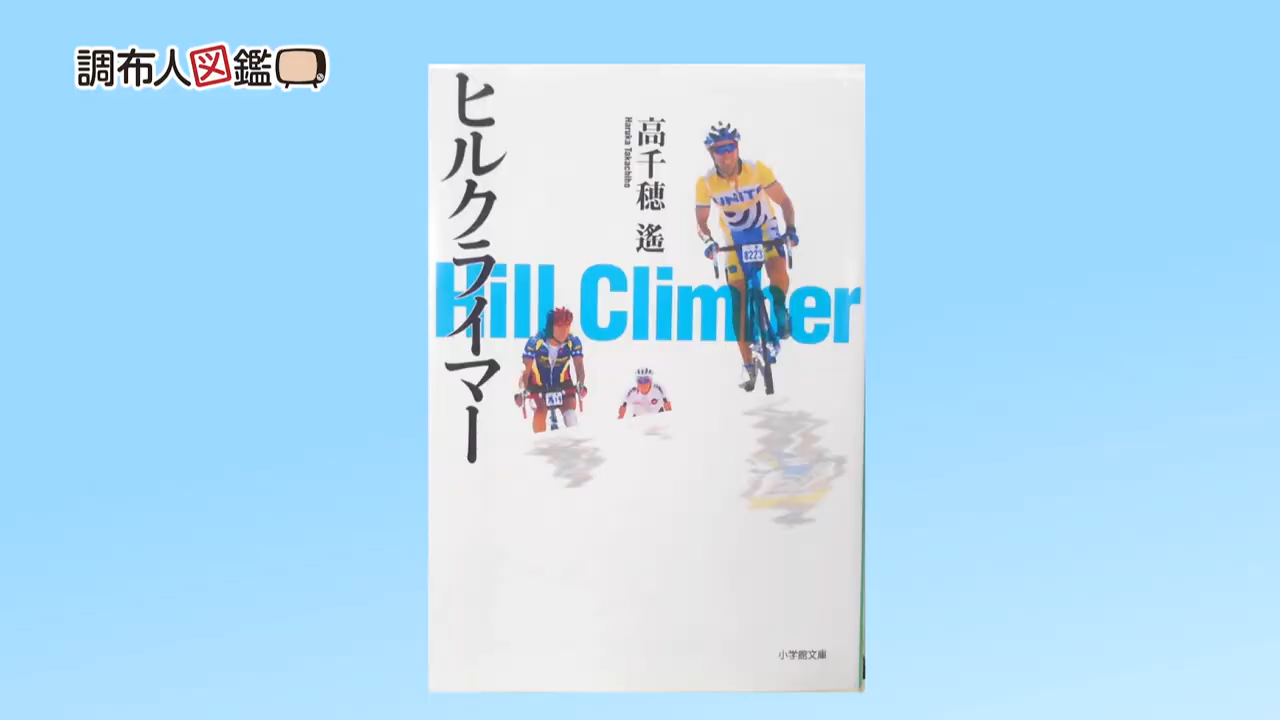 調布人図鑑
ヒルクライマー
高千穂 遙
Haruka Takachiho
Hill Climber
UNITE
8223
小学館文庫